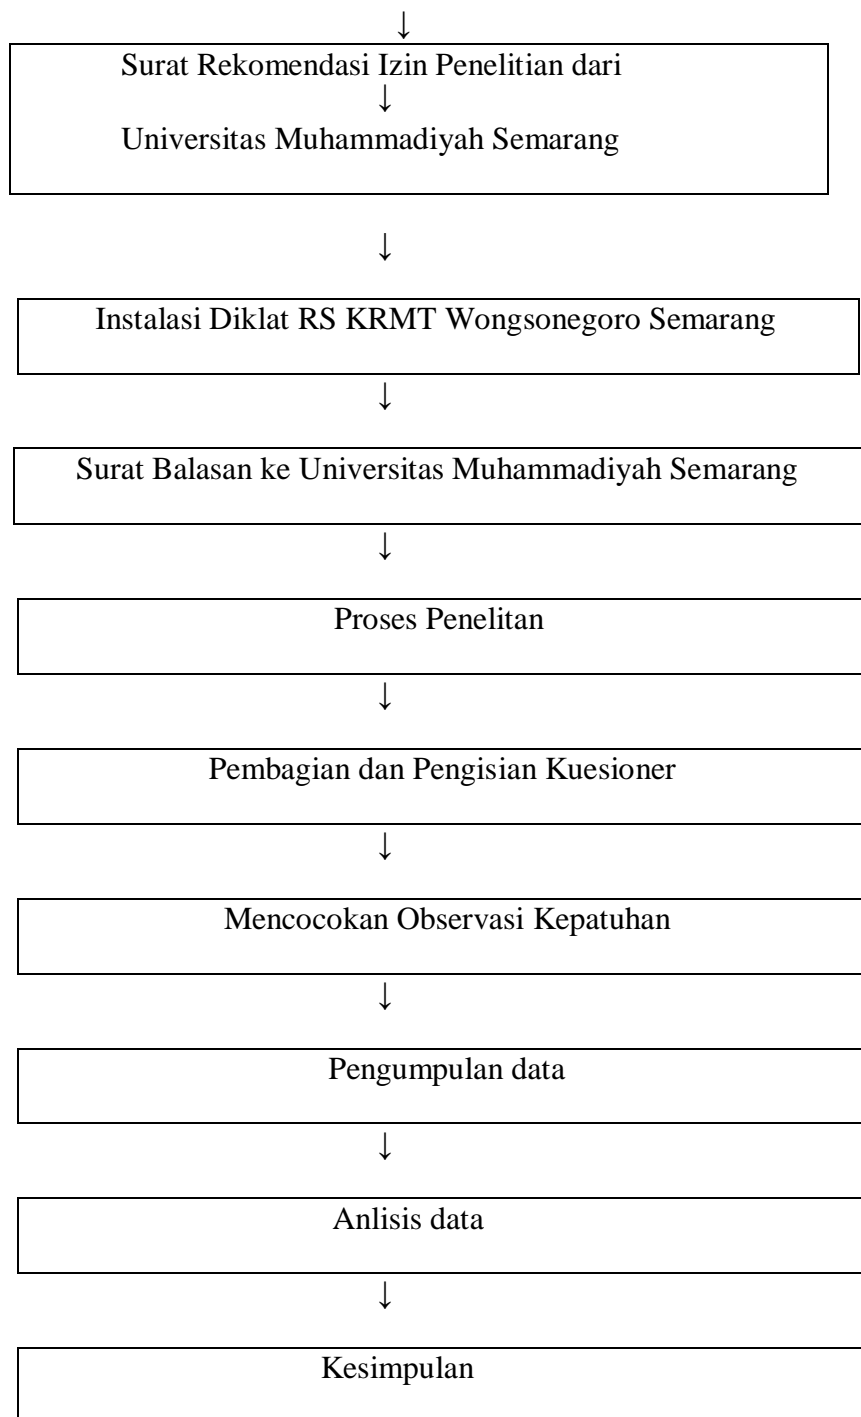 ↓
Surat Rekomendasi Izin Penelitian dari
↓
Universitas Muhammadiyah Semarang
↓
Instalasi Diklat RS KRMT Wongsonegoro Semarang
↓
Surat Balasan ke Universitas Muhammadiyah Semarang
↓
Proses Penelitan
↓
Pembagian dan Pengisian Kuesioner
↓
Mencocokan Observasi Kepatuhan
↓
Pengumpulan data
↓
Anlisis data
↓
Kesimpulan